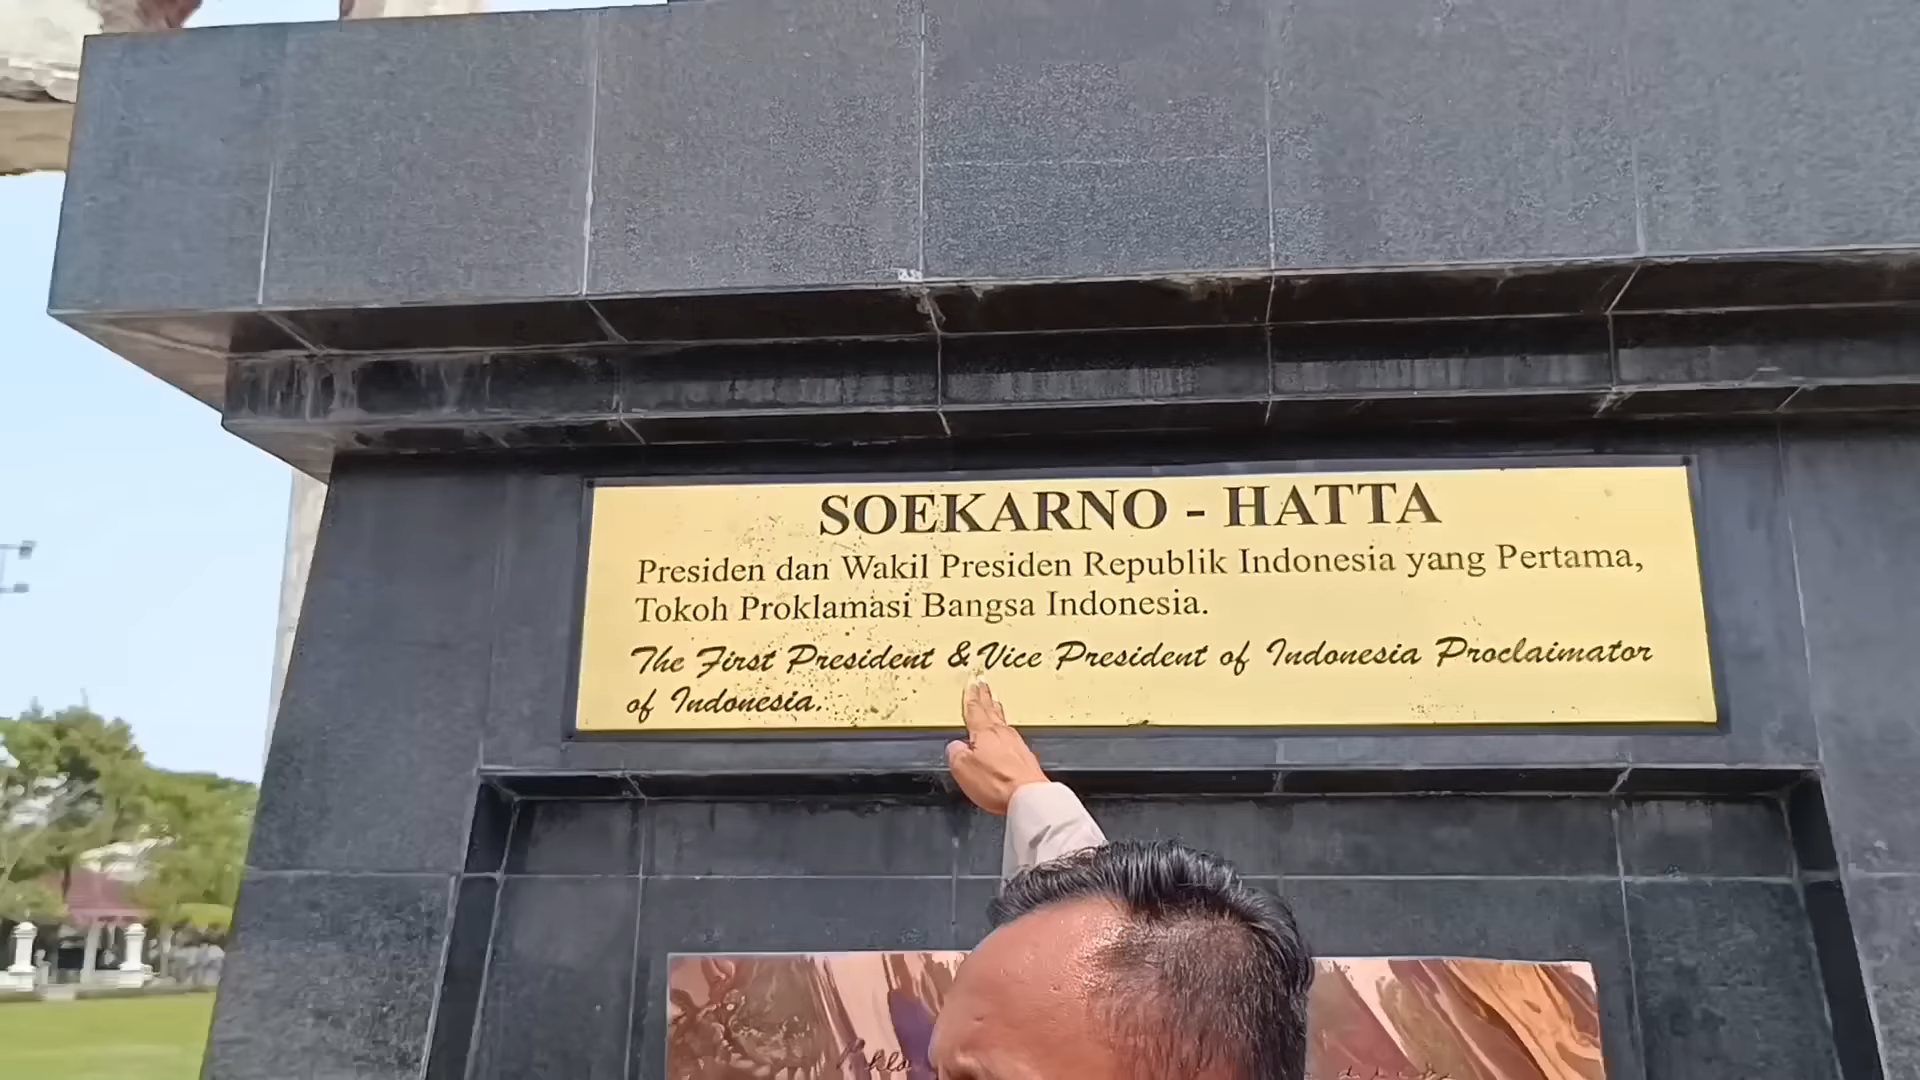 SOEKARNO - HATTA
Presiden dan Wakil Presiden Republik Indonesia yang Pertama,
Tokoh Proklamasi Bangsa Indonesia.
The First President & Vice President of Indonesia Proclaimator
of Indonesia.